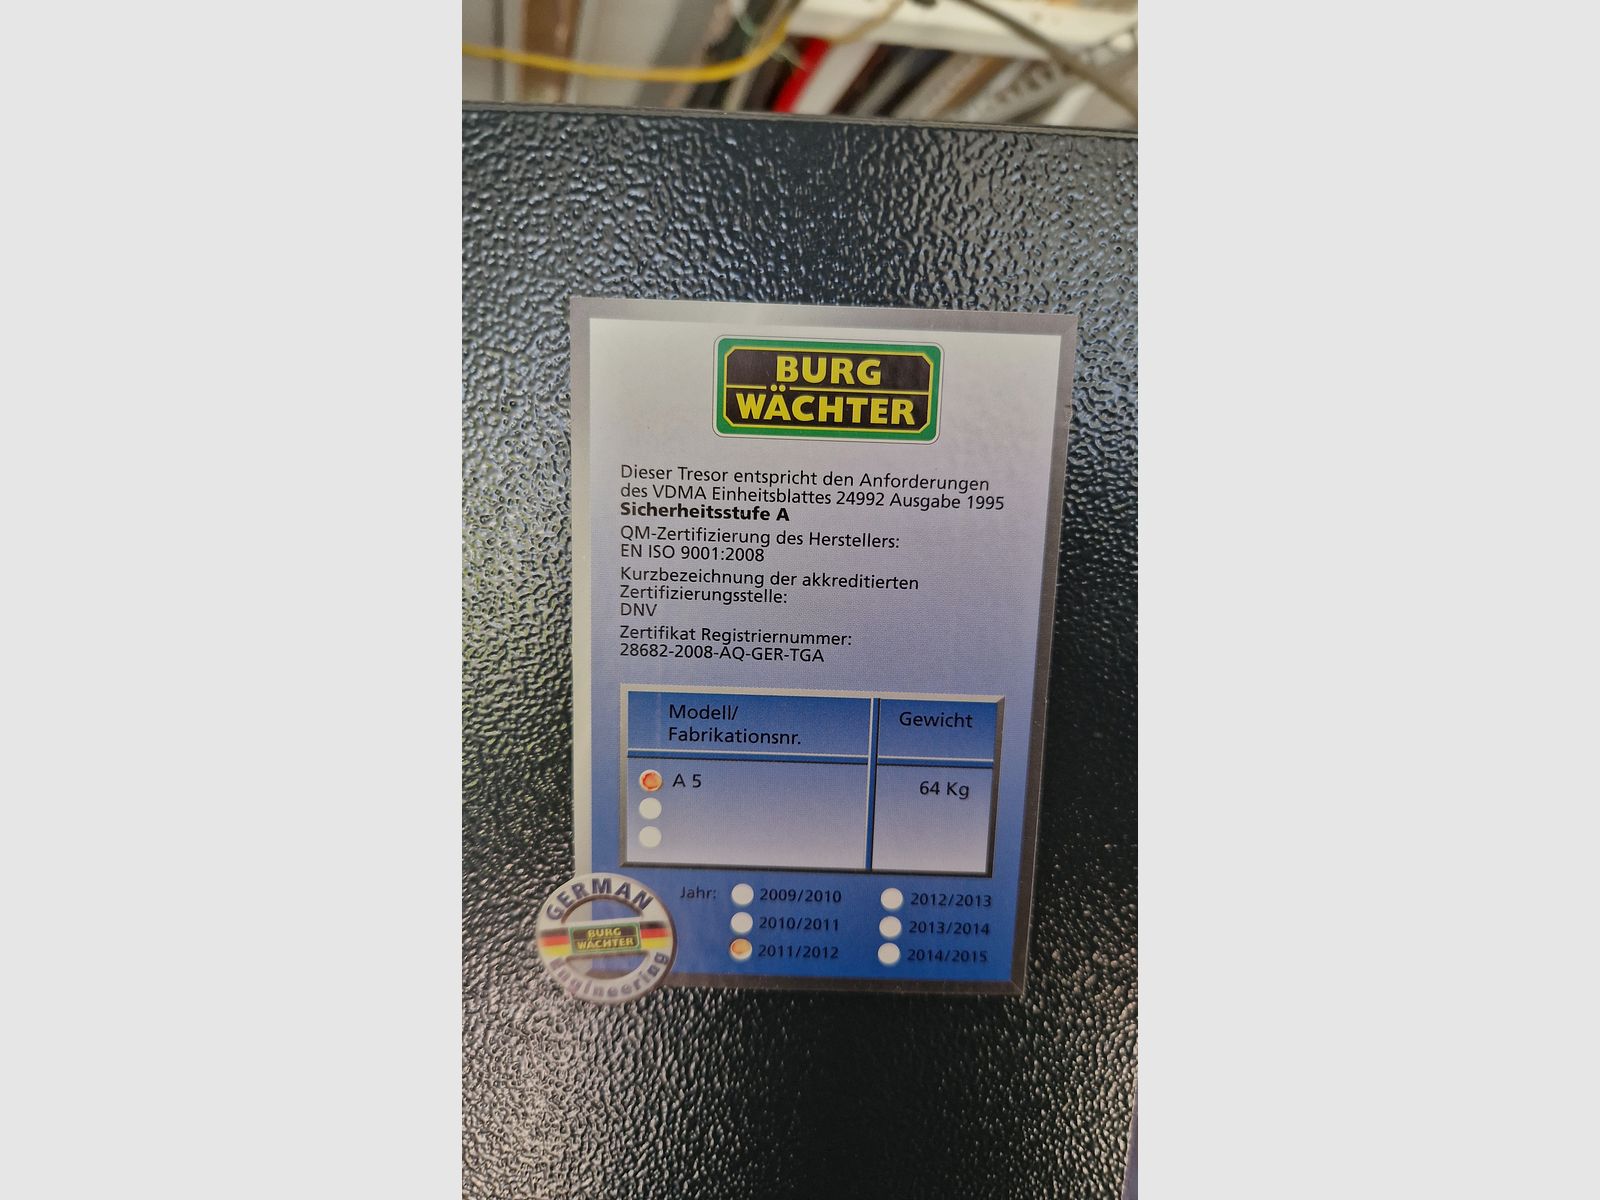 BURG
WÄCHTER
Dieser Tresor entspricht den Anforderungen
des VDMA Einheitsblattes 24992 Ausgabe 1995
Sicherheitsstufe A
QM-Zertifizierung des Herstellers:
EN ISO 9001:2008
Kurzbezeichnung der akkreditierten
Zertifizierungsstelle:
DNV
Zertifikat Registriernummer:
28682-2008-AQ-GER-TGA
Modell/
Fabrikationsnr.
Gewicht
A 5
64 Kg
Jahr:
2009/2010
2012/2013
2010/2011
2013/2014
2011/2012
2014/2015
GERMAN
BURG
WÄCHTER
Engineering